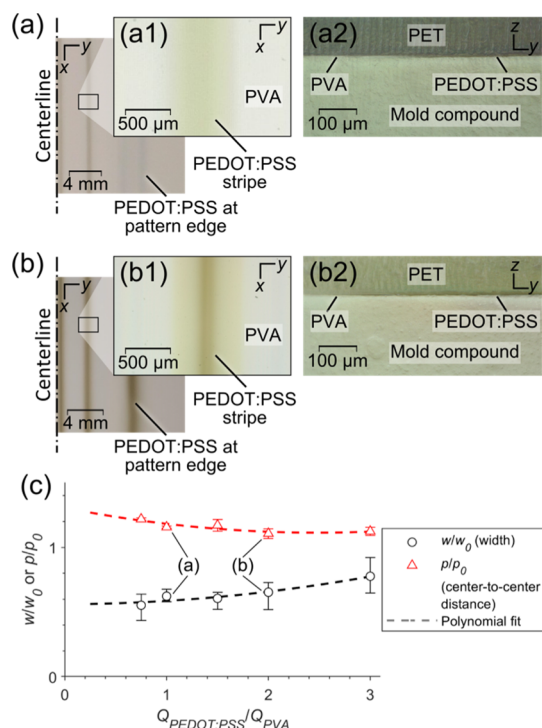 (a)
Centerline
x
y
4 mm
PEDOT:PSS at
pattern edge
(a1)
x
y
PVA
500 µm
PEDOT:PSS
stripe
(a2)
PET
z
y
PVA
PEDOT:PSS
Mold compound
100 µm
(b)
Centerline
x
y
4 mm
PEDOT:PSS at
pattern edge
(b1)
x
y
PVA
500 µm
PEDOT:PSS
stripe
(b2)
PET
z
y
PVA
PEDOT:PSS
100 µm
Mold compound
(c)
w/w0 or p/p0
1
0
(a)
(b)
0 1 2 3
QPEDOT:PSS/QPVA
w/w0 (width)
p/p0
(center-to-center
distance)
Polynomial fit